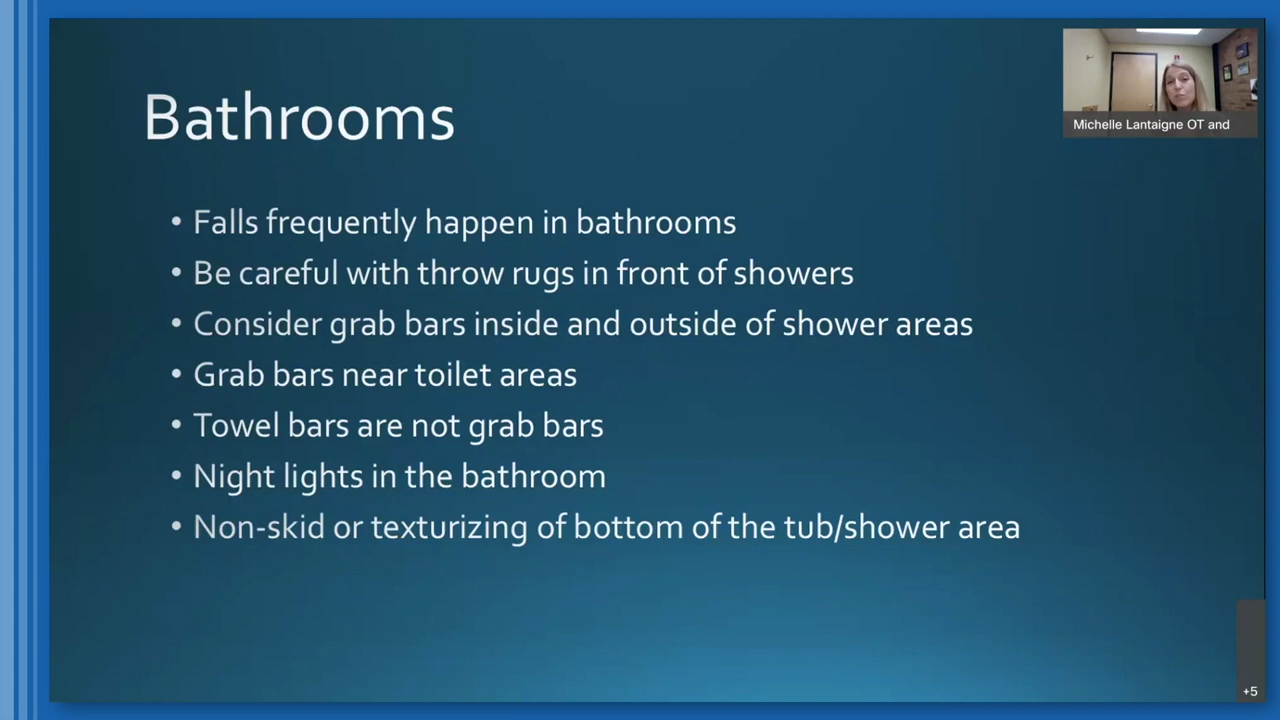 Bathrooms
• Falls frequently happen in bathrooms
• Be careful with throw rugs in front of showers
• Consider grab bars inside and outside of shower areas
• Grab bars near toilet areas
• Towel bars are not grab bars
• Night lights in the bathroom
• Non-skid or texturizing of bottom of the tub/shower area
Michelle Lantaigne OT and
+5